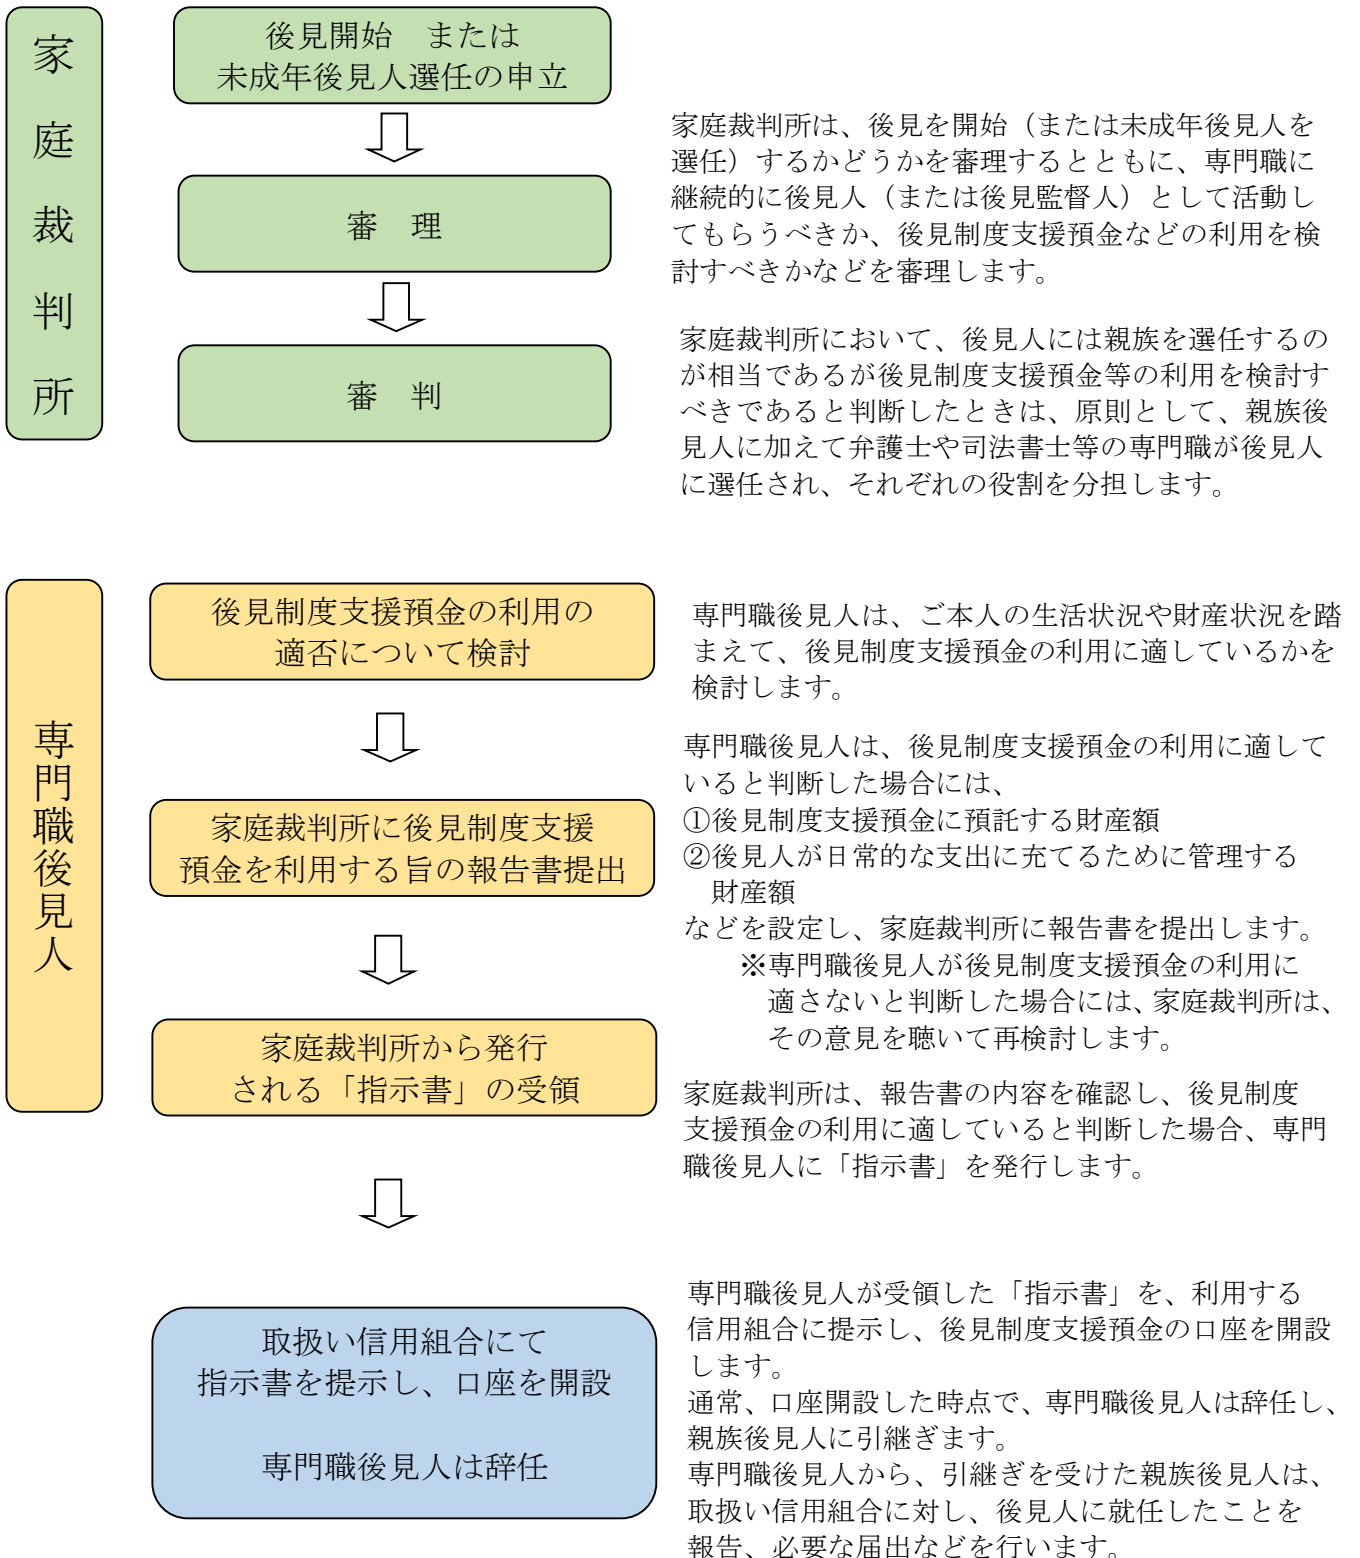 家庭裁判所
後見開始　または
未成年後見人選任の申立
家庭裁判所は、後見を開始（または未成年後見人を
選任）するかどうかを審理するとともに、専門職に
継続的に後見人（または後見監督人）として活動し
てもらうべきか、後見制度支援預金などの利用を検
討すべきかなどを審理します。
審　理
家庭裁判所において、後見人には親族を選任するの
が相当であるが後見制度支援預金等の利用を検討す
べきであると判断したときは、原則として、親族後
見人に加えて弁護士や司法書士等の専門職が後見人
に選任され、それぞれの役割を分担します。
審　判
専門職後見人
後見制度支援預金の利用の
適否について検討
専門職後見人は、ご本人の生活状況や財産状況を踏
まえて、後見制度支援預金の利用に適しているかを
検討します。
家庭裁判所に後見制度支援
預金を利用する旨の報告書提出
専門職後見人は、後見制度支援預金の利用に適して
いると判断した場合には、
①後見制度支援預金に預託する財産額
②後見人が日常的な支出に充てるために管理する
財産額
などを設定し、家庭裁判所に報告書を提出します。
※専門職後見人が後見制度支援預金の利用に
適さないと判断した場合には、家庭裁判所は、
その意見を聴いて再検討します。
家庭裁判所から発行
される「指示書」の受領
家庭裁判所は、報告書の内容を確認し、後見制度
支援預金の利用に適していると判断した場合、専門
職後見人に「指示書」を発行します。
取扱い信用組合にて
指示書を提示し、口座を開設
専門職後見人は辞任
専門職後見人が受領した「指示書」を、利用する
信用組合に提示し、後見制度支援預金の口座を開設
します。
通常、口座開設した時点で、専門職後見人は辞任し、
親族後見人に引継ぎます。
専門職後見人から、引継ぎを受けた親族後見人は、
取扱い信用組合に対し、後見人に就任したことを
報告、必要な届出などを行います。